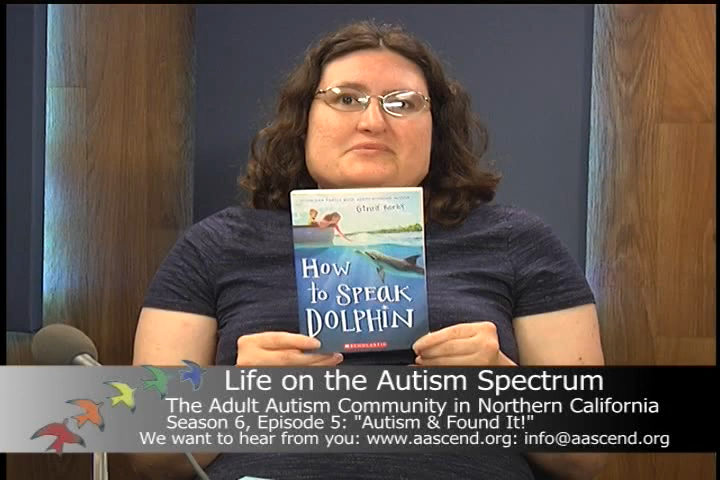 HOW
TO SPEAK
DOLPHIN
SCHOLASTIC
Life on the Autism Spectrum
The Adult Autism Community in Northern California
Season 6, Episode 5: "Autism & Found It!"
We want to hear from you: www.aascend.org: info@aascend.org